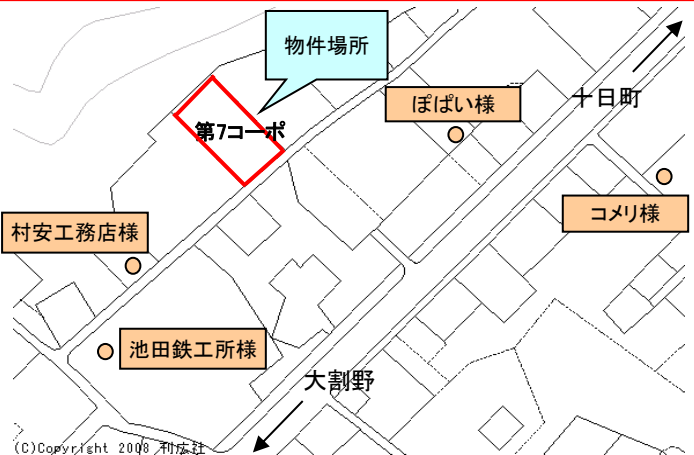 物件場所
ぽぱい様
十日町
第7コーポ
コメリ様
村安工務店様
池田鉄工所様
大割野
(C)Copyright 2008 刊広社